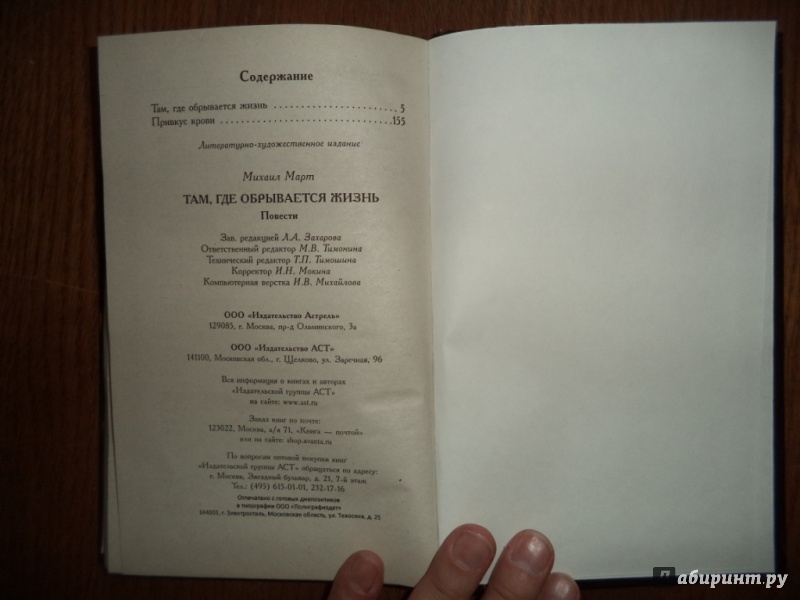 Содержание
Там, где обрывается жизнь . . . . . . . . . . . . . . . . . . . . . . . 5
Привкус крови . . . . . . . . . . . . . . . . . . . . . . . . . . . . . . . . 155
Литературно-художественное издание
Михаил Март
ТАМ, ГДЕ ОБРЫВАЕТСЯ ЖИЗНЬ
Повести
Зав. редакцией Л.А. Захарова
Ответственный редактор М.В. Тимонина
Технический редактор Т.П. Тимошина
Корректор И.Н. Мокина
Компьютерная верстка И.В. Михайлова
ООО «Издательство Астрель»
129085, г. Москва, пр-д Ольминского, 3а
ООО «Издательство АСТ»
141100, Московская обл., г. Щелково, ул. Заречная, 96
Вся информация о книгах и авторах
«Издательской группы АСТ»
на сайте: www.ast.ru
Заказ книг по почте:
123022, Москва, а/я 71, «Книга — почтой»
или на сайте: shop.avanta.ru
По вопросам оптовой покупки книг
«Издательской группы АСТ» обращаться по адресу:
г. Москва, Звездный бульвар, д. 21, 7-й этаж
Тел.: (495) 615-01-01, 232-17-16
Отпечатано с готовых диапозитивов
в типографии ООО «Полиграфиздат»
144003, г. Электросталь, Московская область, ул. Тевосяна, д. 25
Лабиринт.ру